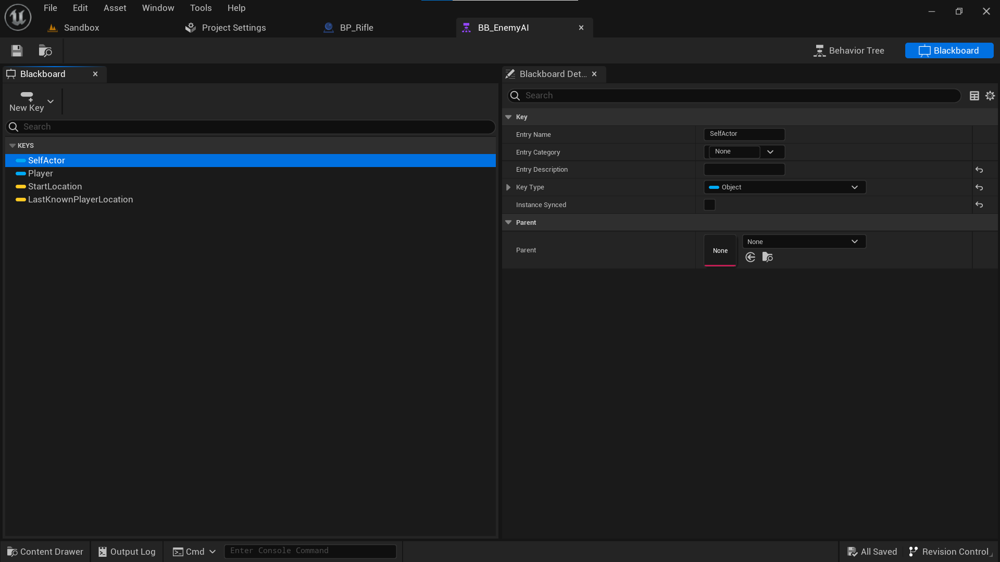 File Edit Asset Window Tools Help
Sandbox Project Settings BP_Rifle BB_EnemyAI
Behavior Tree Blackboard
Blackboard
New Key
Search
KEYS
SelfActor
Player
StartLocation
LastKnownPlayerLocation
Blackboard Det...
Search
Key
Entry Name SelfActor
Entry Category None
Entry Description
Key Type Object
Instance Synced
Parent
Parent None None
Content Drawer Output Log Cmd Enter Console Command All Saved Revision Control